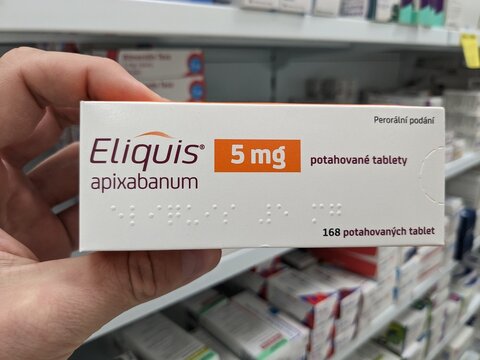 Perorální podání
Eliquis® 5 mg potahované tablety
apixabanum
168 potahovaných tablet